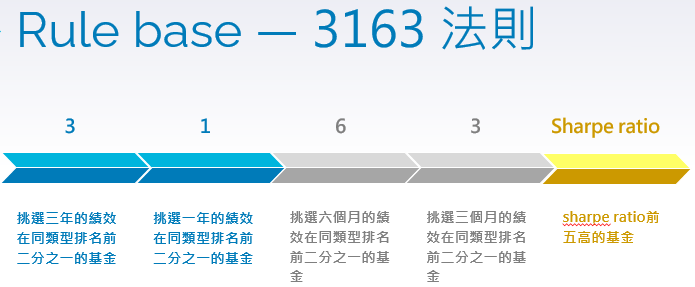 Rule base — 3163 法則
3
1
6
3
Sharpe ratio
挑選三年的績效
在同類型排名前
二分之一的基金
挑選一年的績效
在同類型排名前
二分之一的基金
挑選六個月的績
效在同類型排名
前二分之一的基
金
挑選三個月的績
效在同類型排名
前二分之一的基
金
sharpe ratio前
五高的基金